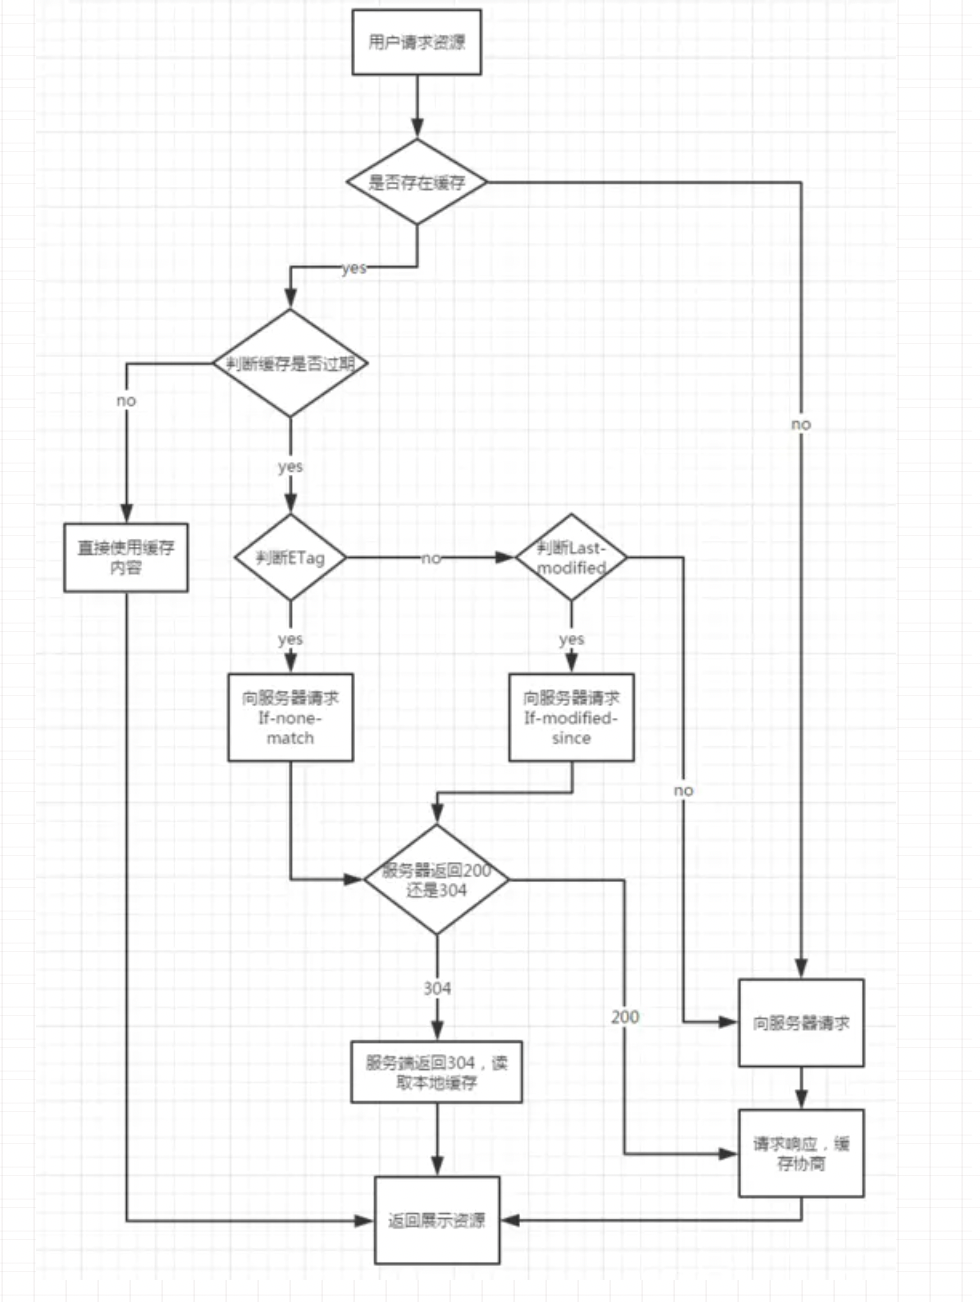 用户请求资源
是否存在缓存
yes
判断缓存是否过期
no
no
yes
直接使用缓存
内容
判断ETag
no
判断Last-
modified
yes
yes
向服务器请求
If-none-
match
向服务器请求
If-modified-
since
no
服务器返回200
还是304
304
200
向服务器请求
服务端返回304，读
取本地缓存
请求响应，缓
存协商
返回展示资源